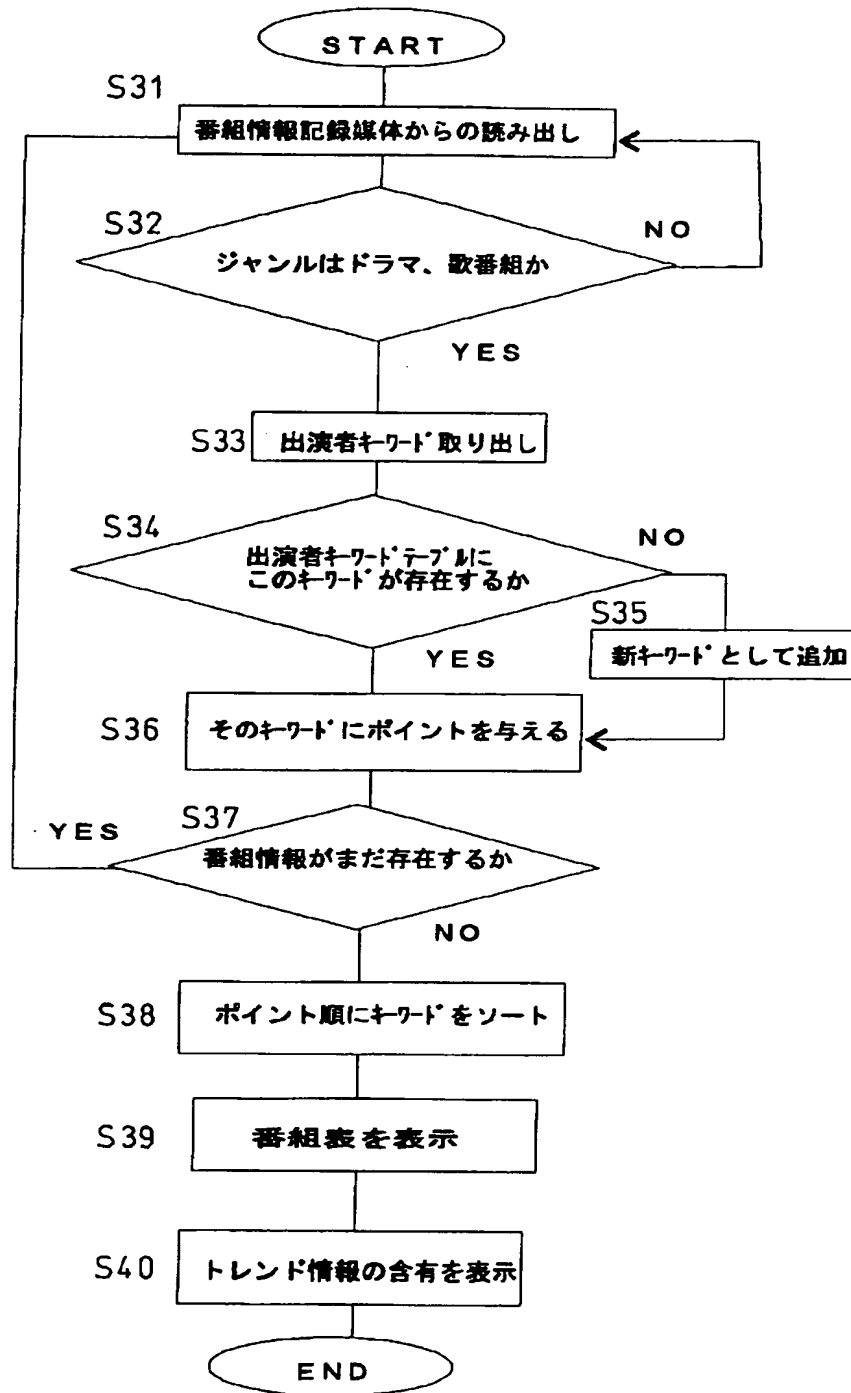 START
S31
番組情報記録媒体からの読み出し
S32
ジャンルはドラマ、歌番組か
NO
YES
S33
出演者ｷｰﾜｰﾄﾞ取り出し
S34
出演者ｷｰﾜｰﾄﾞﾃｰﾌﾞﾙに
このｷｰﾜｰﾄﾞが存在するか
NO
S35
新ｷｰﾜｰﾄﾞとして追加
YES
S36
そのｷｰﾜｰﾄﾞにポイントを与える
S37
YES
番組情報がまだ存在するか
NO
S38
ポイント順にｷｰﾜｰﾄﾞをソート
S39
番組表を表示
S40
トレンド情報の含有を表示
END